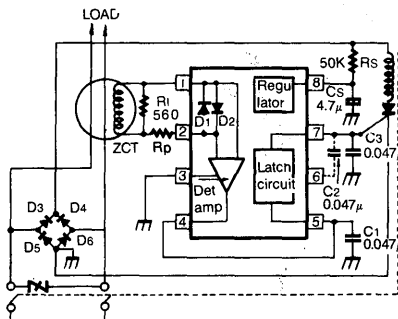 LOAD
50K
RS
CS
4.7μ
1
8
Regu
lator
RI
560
D1 D2
ZCT
RP
2
7
C3
0.047
Latch
circuit
3
Det
amp
6
C2
0.047μ
4
5
C1
0.047
D3 D4
D5 D6